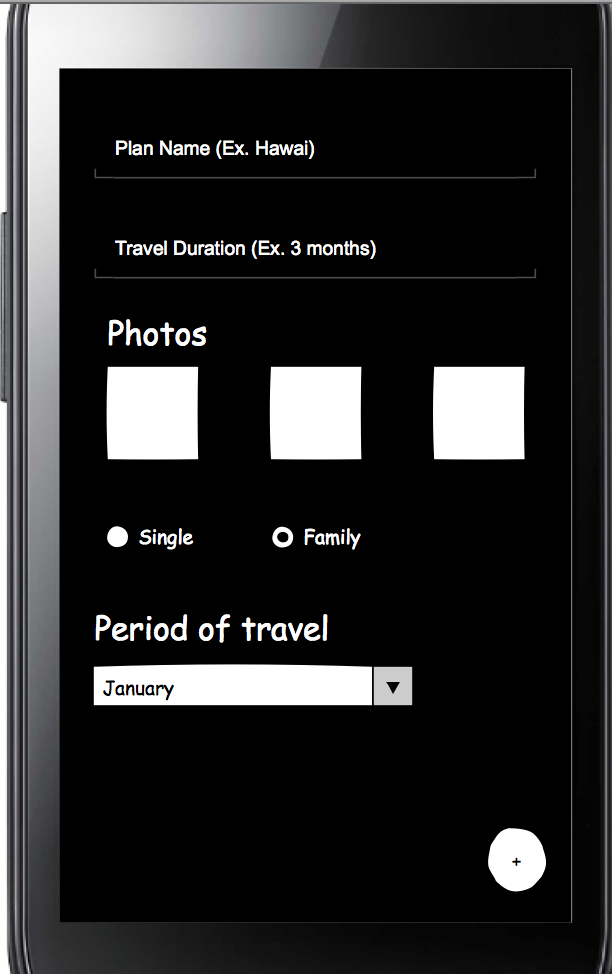 Plan Name (Ex. Hawai)
Travel Duration (Ex. 3 months)
Photos
Single Family
Period of travel
January ▼
+